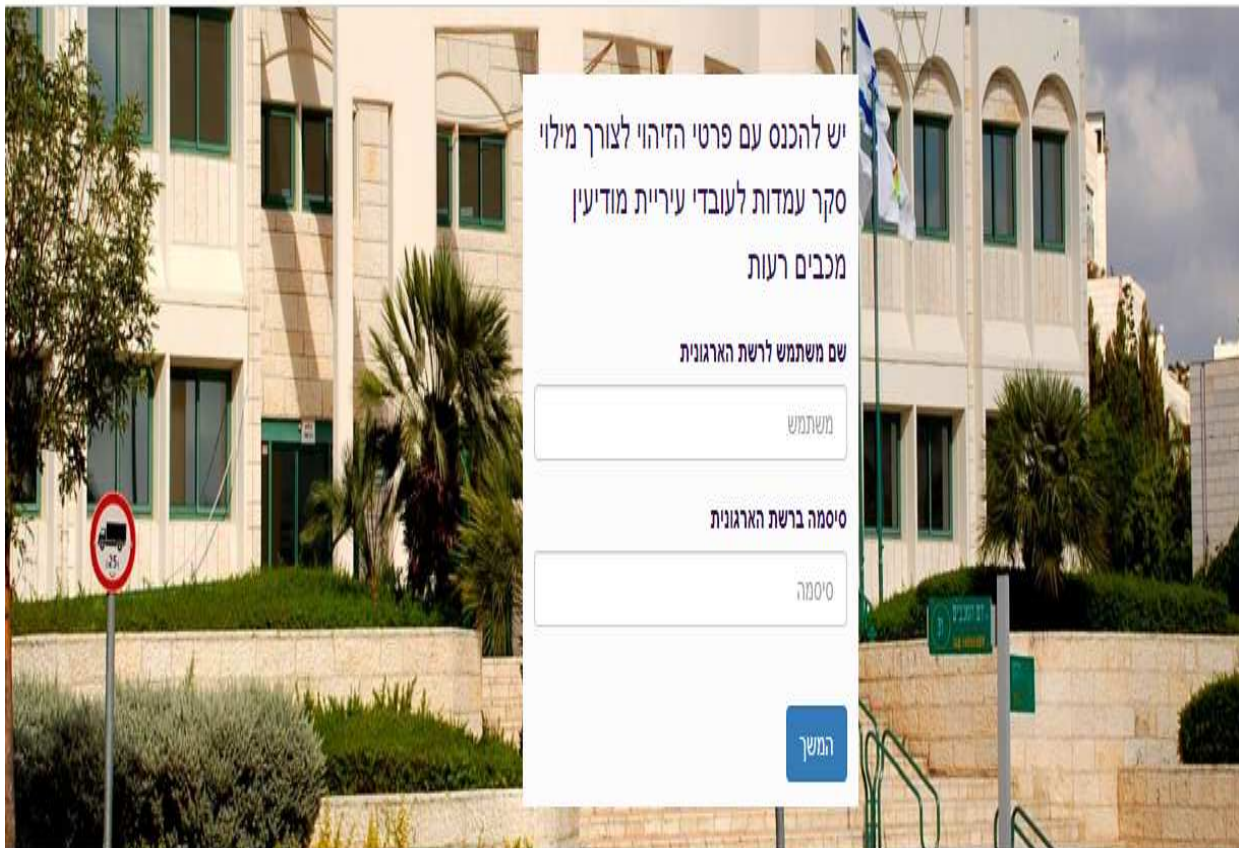 יש להכנס עם פרטי הזיהוי לצורך מילוי
סקר עמדות לעובדי עיריית מודיעין
מכבים רעות
שם משתמש לרשת הארגונית
משתמש
סיסמה ברשת הארגונית
סיסמה
המשך
25